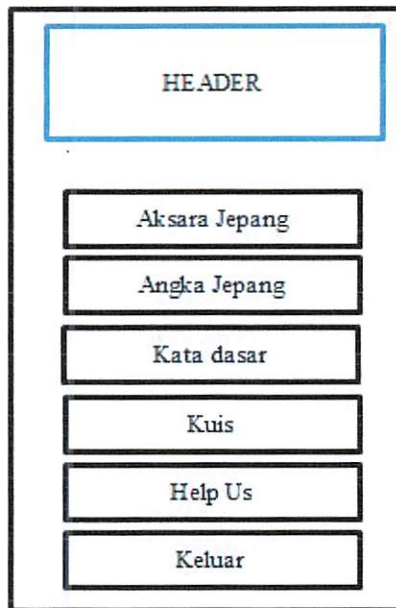 HEADER
Aksara Jepang
Angka Jepang
Kata dasar
Kuis
Help Us
Keluar